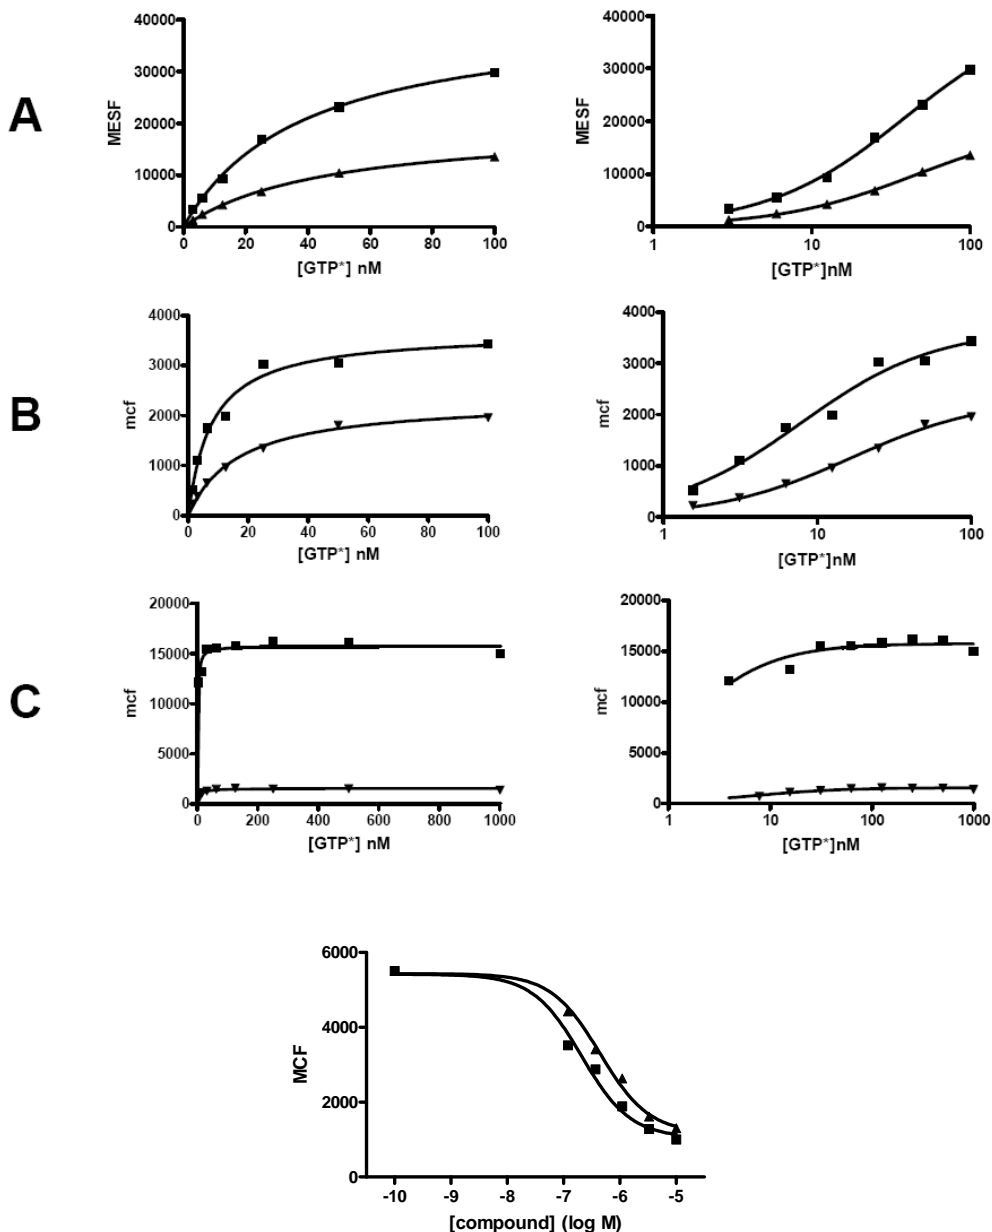 A
MESF
40000
30000
20000
10000
0
0 20 40 60 80 100
[GTP*] nM
MESF
40000
30000
20000
10000
0
1 10 100
[GTP*]nM
B
mcf
4000
3000
2000
1000
0
0 20 40 60 80 100
[GTP*] nM
mcf
4000
3000
2000
1000
0
1 10 100
[GTP*]nM
C
mcf
20000
15000
10000
5000
0
0 200 400 600 800 1000
[GTP*] nM
mcf
20000
15000
10000
5000
0
1 10 100 1000
[GTP*]nM
MCF
6000
4000
2000
0
-10 -9 -8 -7 -6 -5
[compound] (log M)